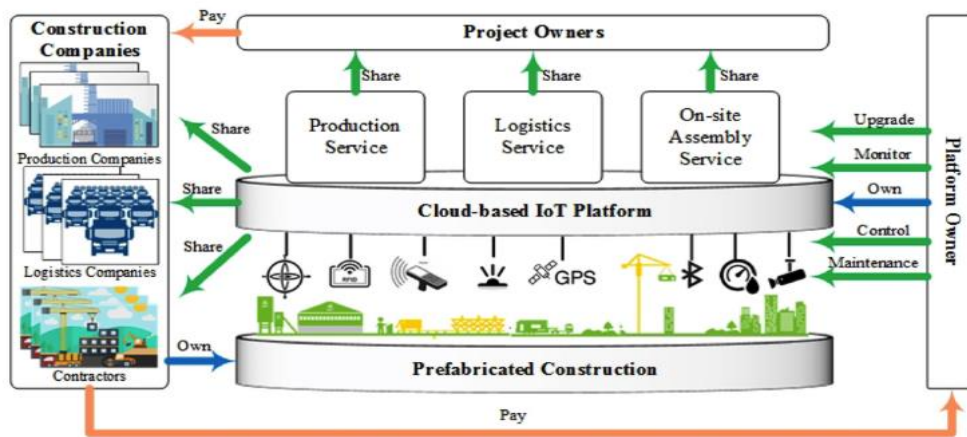 Construction
Companies
Production Companies
Logistics Companies
Contractors
Pay
Project Owners
Share
Share
Share
Production
Service
Logistics
Service
On-site
Assembly
Service
Share
Share
Share
Cloud-based IoT Platform
RFID
GPS
Own
Prefabricated Construction
Upgrade
Monitor
Own
Control
Maintenance
Platform Owner
Pay